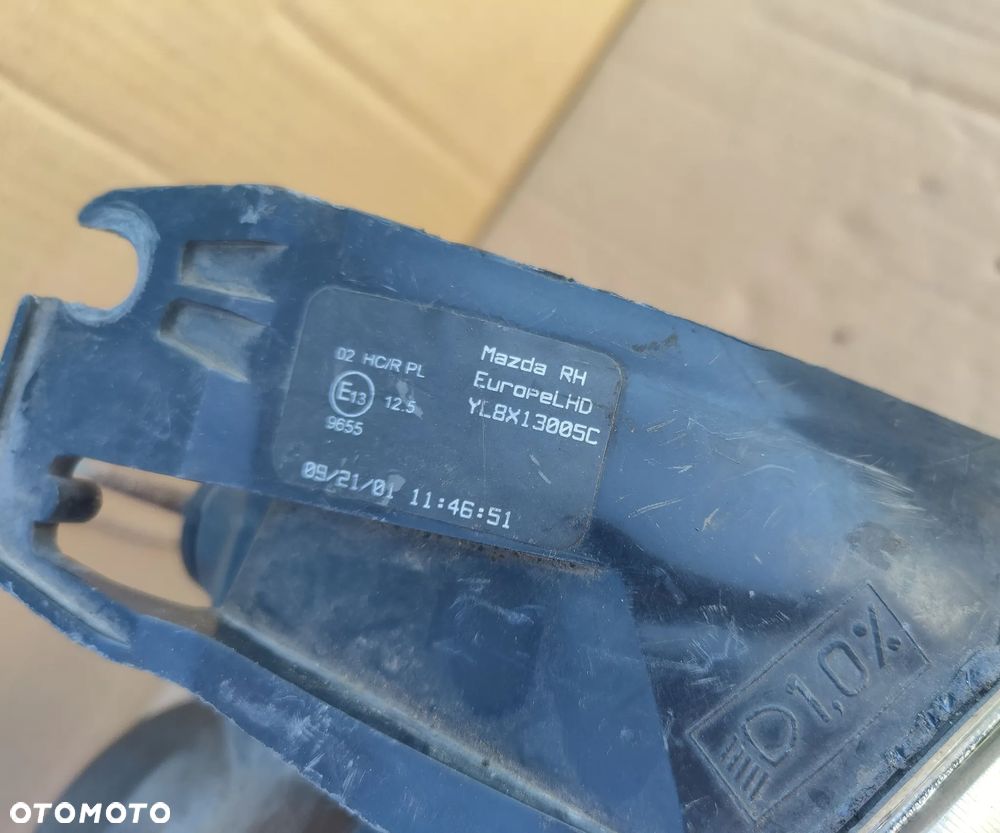 02 HC/R PL
E13 12.5
9655
Mazda RH
EuropeLHD
YL8X13005C
09/21/01 11:46:51
1,0%
OTOMOTO